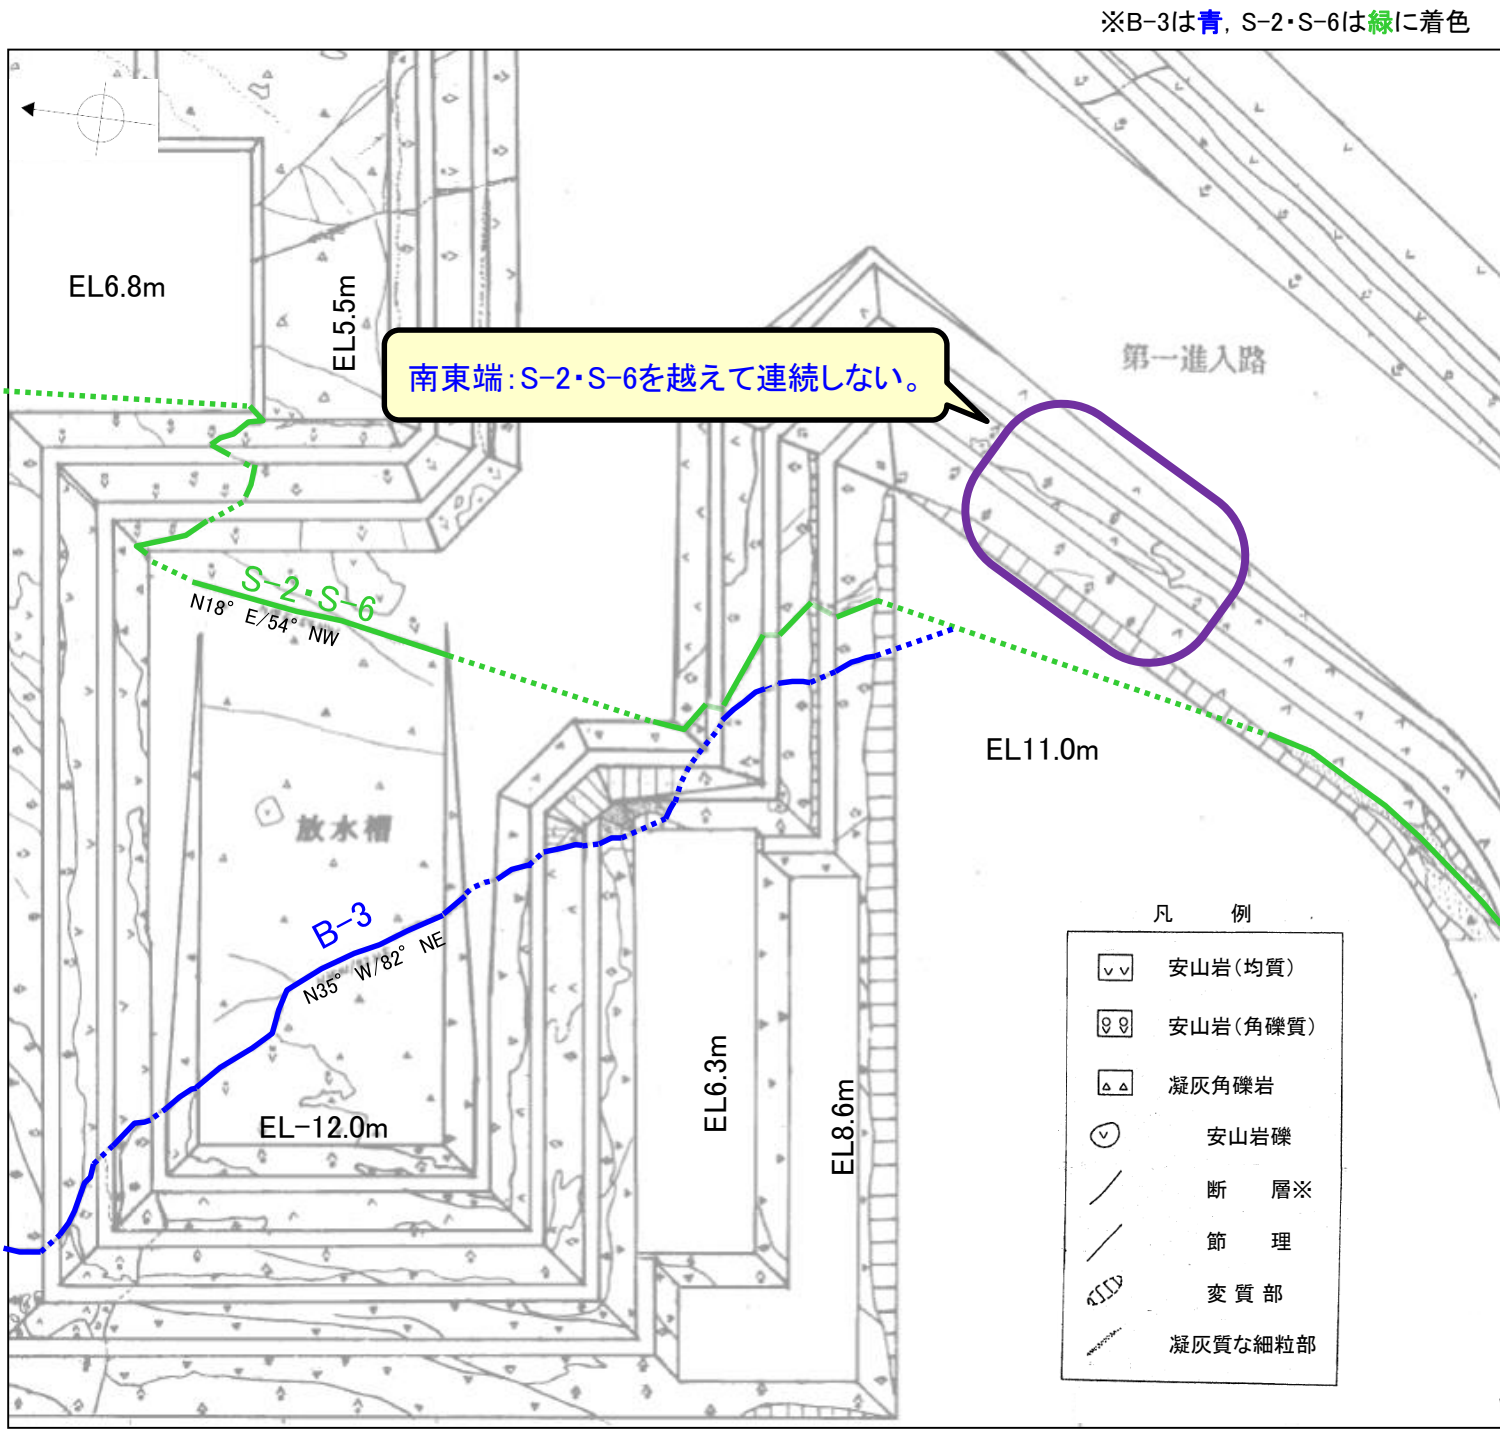 ※B-3は青, S-2・S-6は緑に着色
EL6.8m
EL5.5m
南東端:S-2・S-6を越えて連続しない。
第一進入路
S-2・S-6
N18° E/54° NW
EL11.0m
放水槽
B-3
N35° W/82° NE
EL-12.0m
EL6.3m
EL8.6m
凡 例
安山岩(均質)
安山岩(角礫質)
凝灰角礫岩
安山岩礫
断 層※
節 理
変質部
凝灰質な細粒部